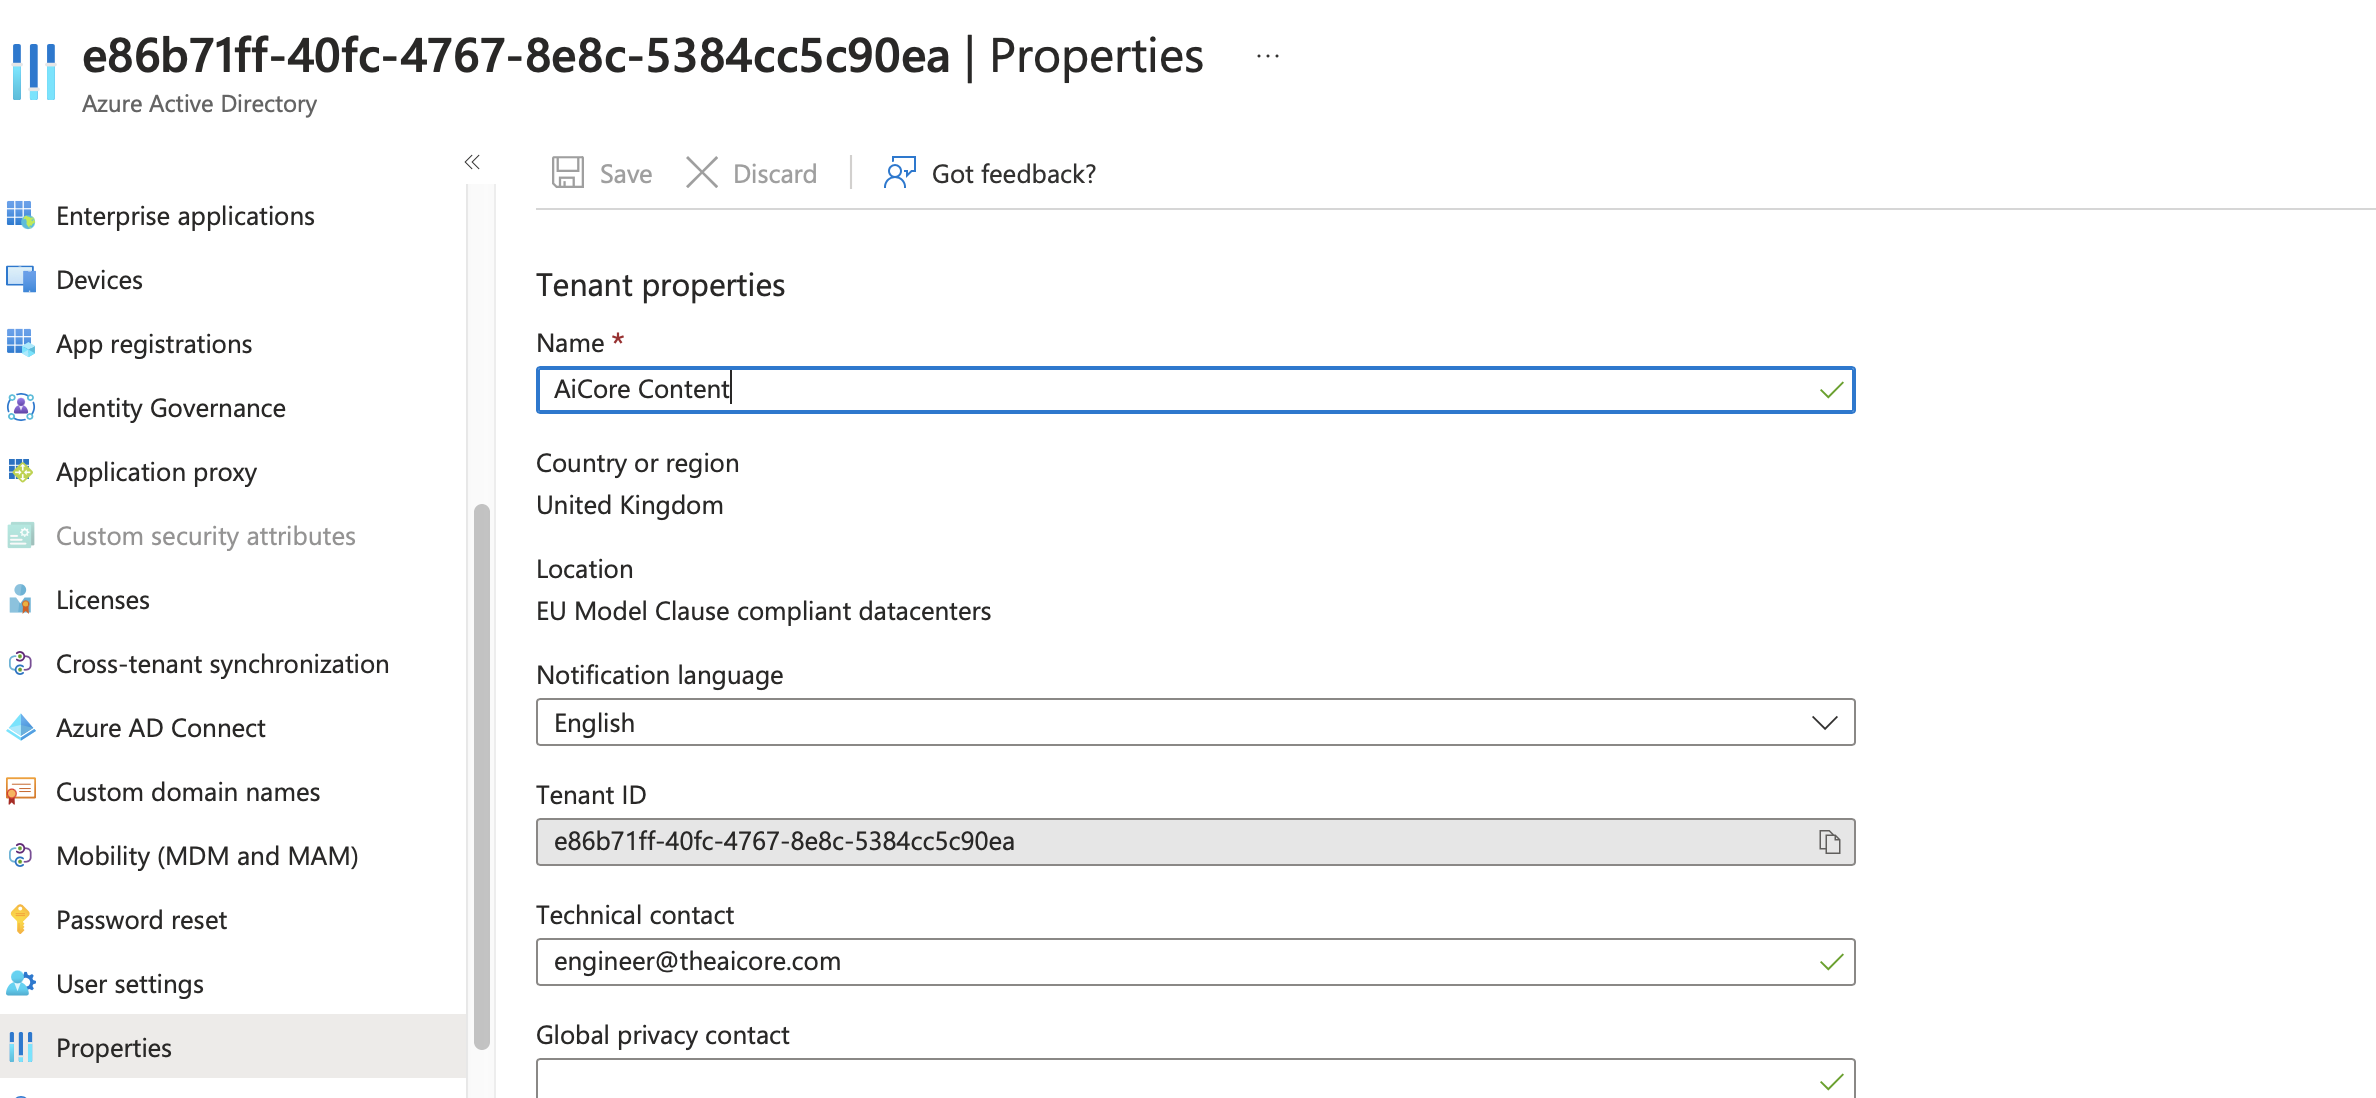 e86b71ff-40fc-4767-8e8c-5384cc5c90ea | Properties ...
Azure Active Directory
Save
Discard
Got feedback?
Enterprise applications
Devices
App registrations
Identity Governance
Application proxy
Custom security attributes
Licenses
Cross-tenant synchronization
Azure AD Connect
Custom domain names
Mobility (MDM and MAM)
Password reset
User settings
Properties
Tenant properties
Name *
AiCore Content
Country or region
United Kingdom
Location
EU Model Clause compliant datacenters
Notification language
English
Tenant ID
e86b71ff-40fc-4767-8e8c-5384cc5c90ea
Technical contact
engineer@theaicore.com
Global privacy contact